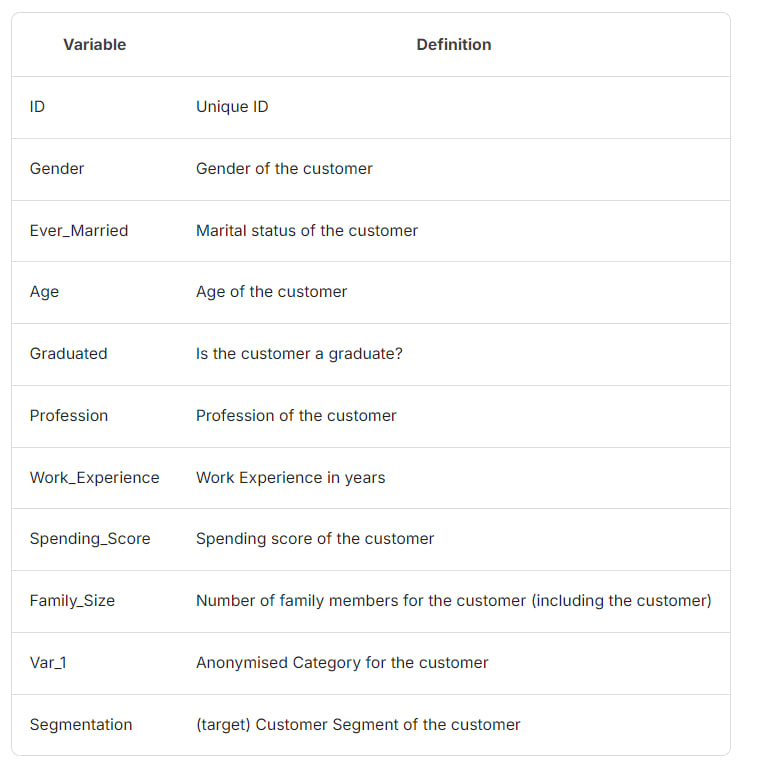 Variable Definition
ID Unique ID
Gender Gender of the customer
Ever_Married Marital status of the customer
Age Age of the customer
Graduated Is the customer a graduate?
Profession Profession of the customer
Work_Experience Work Experience in years
Spending_Score Spending score of the customer
Family_Size Number of family members for the customer (including the customer)
Var_1 Anonymised Category for the customer
Segmentation (target) Customer Segment of the customer